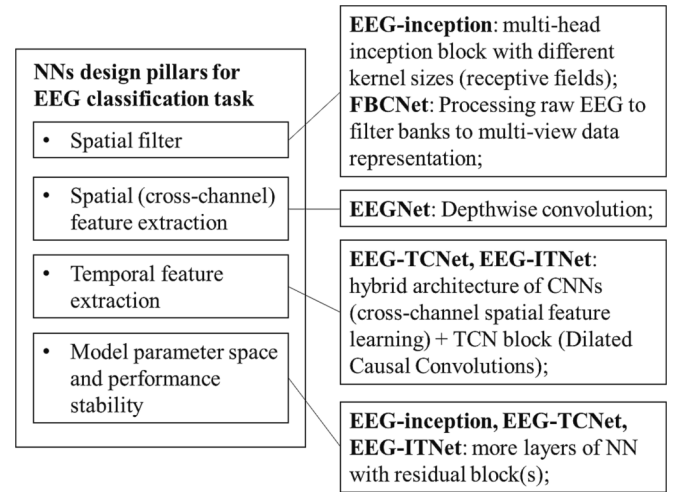 NNs design pillars for
EEG classification task
• Spatial filter
• Spatial (cross-channel)
feature extraction
• Temporal feature
extraction
• Model parameter space
and performance
stability
EEG-inception: multi-head
inception block with different
kernel sizes (receptive fields);
FBCNet: Processing raw EEG to
filter banks to multi-view data
representation;
EEGNet: Depthwise convolution;
EEG-TCNet, EEG-ITNet:
hybrid architecture of CNNs
(cross-channel spatial feature
learning) + TCN block (Dilated
Causal Convolutions);
EEG-inception, EEG-TCNet,
EEG-ITNet: more layers of NN
with residual block(s);